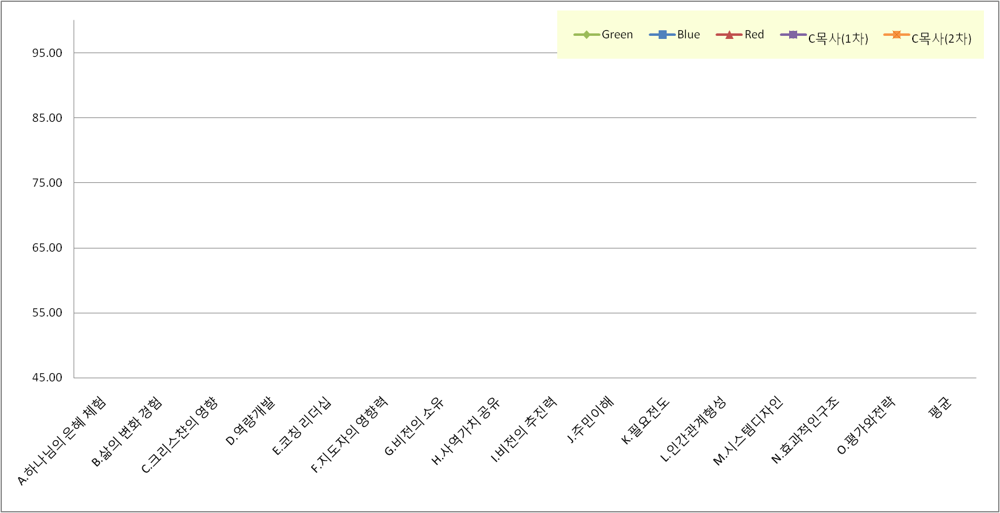 Green Blue Red C목사(1차) C목사(2차)
95.00
85.00
75.00
65.00
55.00
45.00
A.하나님의 은혜 체험
B.삶의 변화 경험
C.크리스찬의 영향
D.역량개발
E.코칭 리더십
F.지도자의 영향력
G.비전의 소유
H.사역가치 공유
I.비전의 추진력
J.주민이해
K.필요전도
L.인간관계형성
M.시스템디자인
N.효과적인구조
O.평가와전략
평균